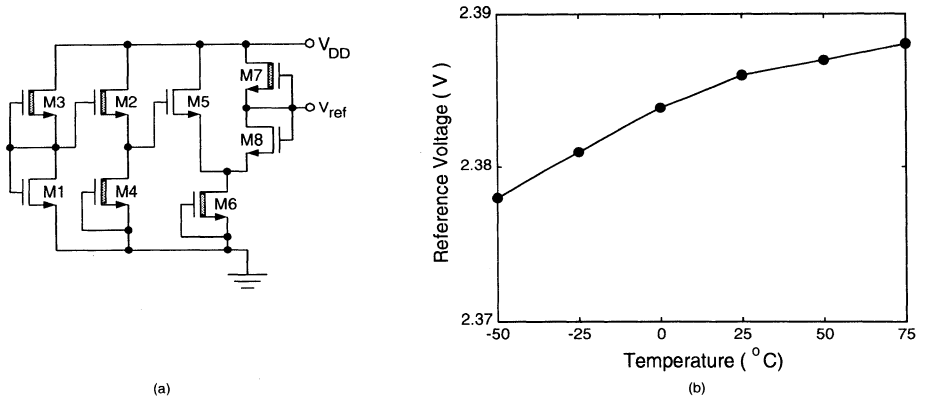 V_DD
M7
M3
M2
M5
V_ref
M8
M1
M4
M6
(a)
2.39
2.38
2.37
Reference Voltage ( V )
-50
-25
0
25
50
75
Temperature ( °C)
(b)